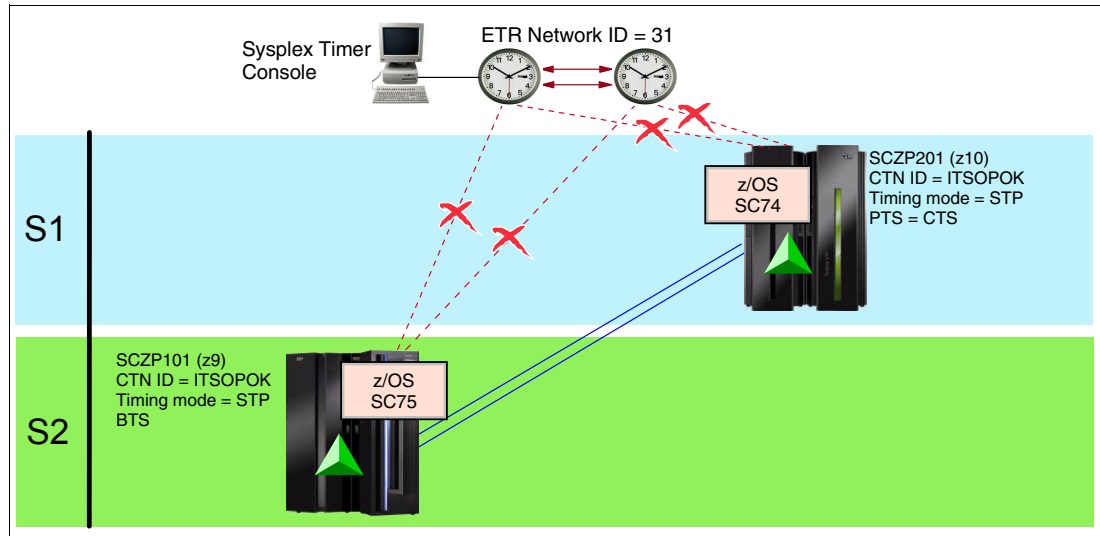 Sysplex Timer
Console
ETR Network ID = 31
S1
z/OS
SC74
SCZP201 (z10)
CTN ID = ITSOPOK
Timing mode = STP
PTS = CTS
S2
SCZP101 (z9)
CTN ID = ITSOPOK
Timing mode = STP
BTS
z/OS
SC75